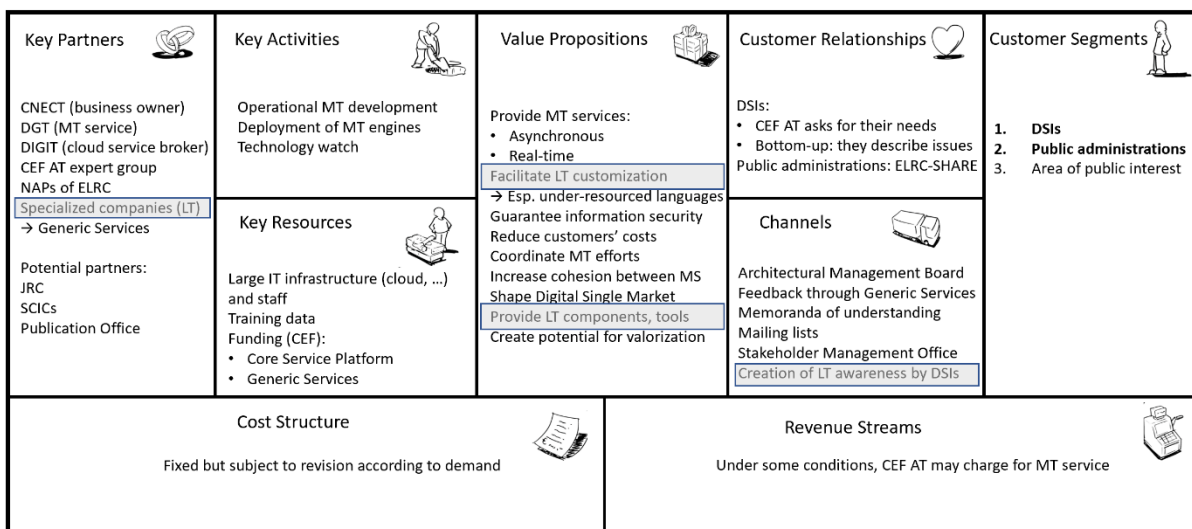 Key Partners
CNECT (business owner)
DGT (MT service)
DIGIT (cloud service broker)
CEF AT expert group
NAPs of ELRC
Specialized companies (LT)
→ Generic Services
Potential partners:
JRC
SCICs
Publication Office
Key Activities
Operational MT development
Deployment of MT engines
Technology watch
Key Resources
Large IT infrastructure (cloud, …)
and staff
Training data
Funding (CEF):
• Core Service Platform
• Generic Services
Value Propositions
Provide MT services:
• Asynchronous
• Real-time
Facilitate LT customization
→ Esp. under-resourced languages
Guarantee information security
Reduce customers' costs
Coordinate MT efforts
Increase cohesion between MS
Shape Digital Single Market
Provide LT components, tools
Create potential for valorization
Customer Relationships
DSIs:
• CEF AT asks for their needs
• Bottom-up: they describe issues
Public administrations: ELRC-SHARE
Channels
Architectural Management Board
Feedback through Generic Services
Memoranda of understanding
Mailing lists
Stakeholder Management Office
Creation of LT awareness by DSIs
Customer Segments
1. DSIs
2. Public administrations
3. Area of public interest
Cost Structure
Fixed but subject to revision according to demand
Revenue Streams
Under some conditions, CEF AT may charge for MT service